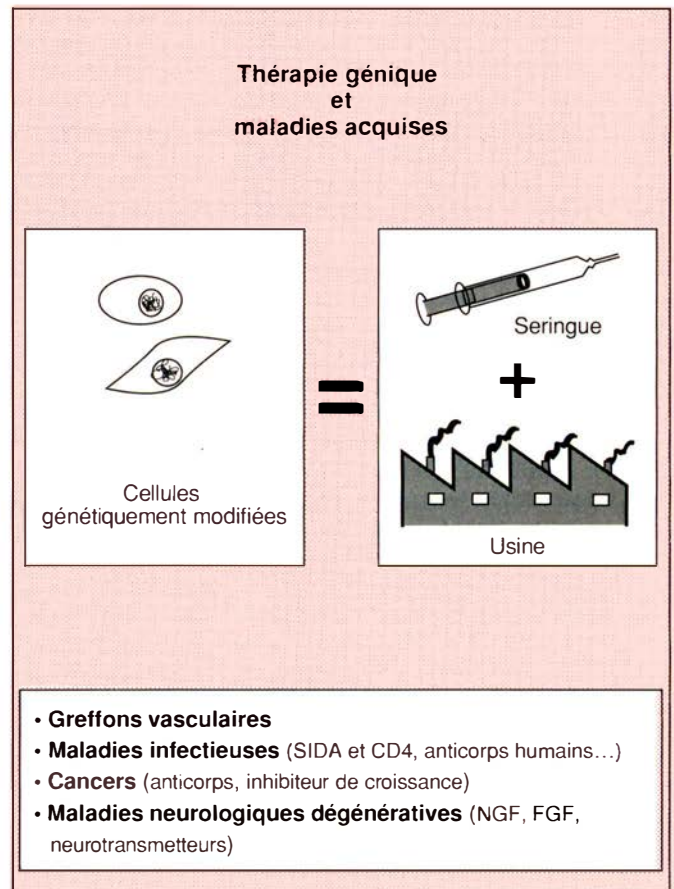 Thérapie génique
et
maladies acquises
Seringue
=
+
Cellules
génétiquement modifiées
Usine
• Greffons vasculaires
• Maladies infectieuses (SIDA et CD4, anticorps humains...)
• Cancers (anticorps, inhibiteur de croissance)
• Maladies neurologiques dégénératives (NGF, FGF,
neurotransmetteurs)